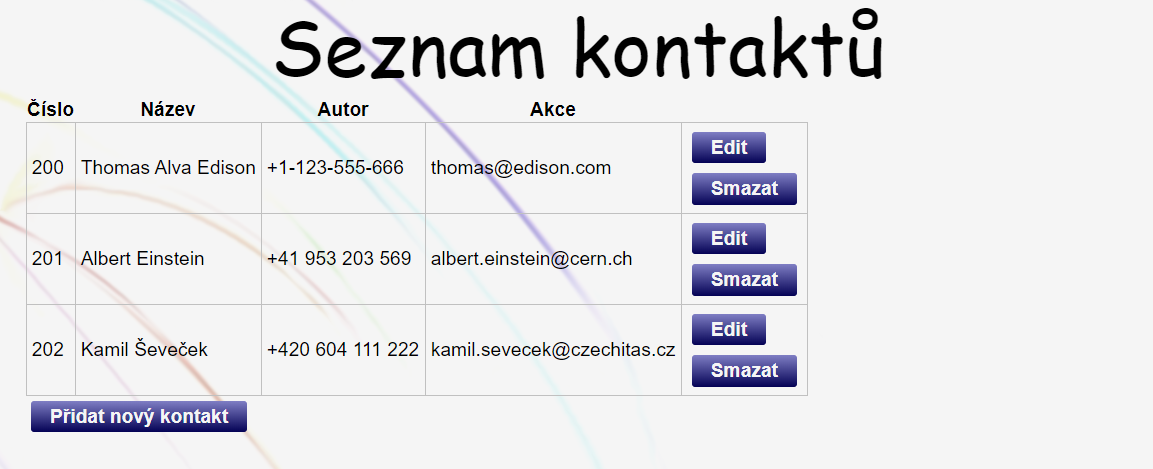 Seznam kontaktů
Číslo Název Autor Akce
200 Thomas Alva Edison +1-123-555-666 thomas@edison.com Edit
Smazat
201 Albert Einstein +41 953 203 569 albert.einstein@cern.ch Edit
Smazat
202 Kamil Ševeček +420 604 111 222 kamil.sevecek@czechitas.cz Edit
Smazat
Přidat nový kontakt